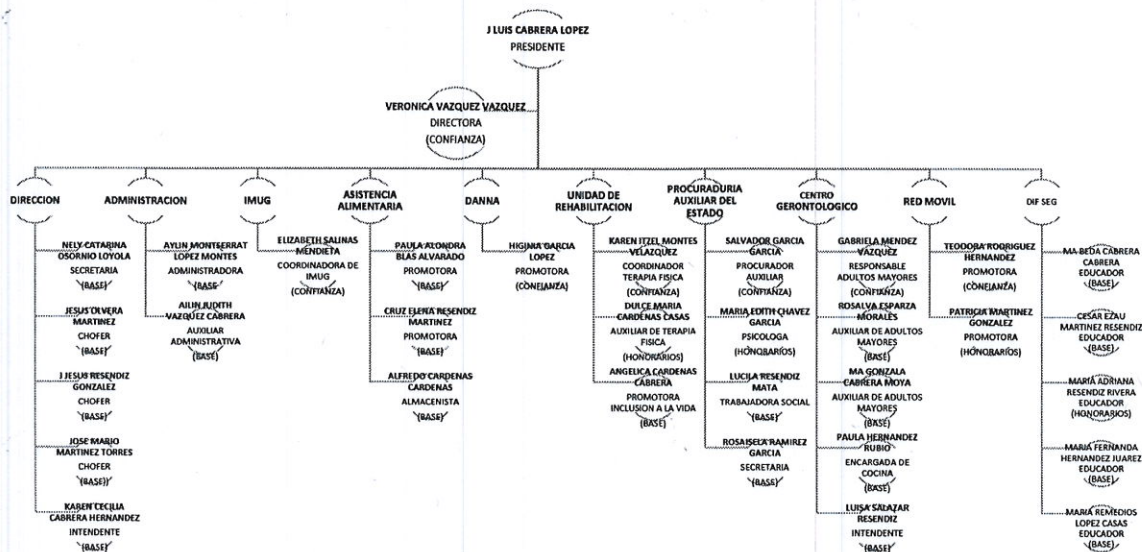 J LUIS CABRERA LOPEZ
PRESIDENTE
VERONICA VAZQUEZ VAZQUEZ
DIRECTORA
(CONFIANZA)
DIRECCION
NELY CATARINA
OSORNIO LOYOLA
SECRETARIA
(BASE)
JESUS OLVERA
MARTINEZ
CHOFER
(BASE)
J JESUS RESENDIZ
GONZALEZ
CHOFER
(BASE)
JOSE MARIO
MARTINEZ TORRES
CHOFER
(BASE))
KAREN CECILIA
CABRERA HERNANDEZ
INTENDENTE
(BASE)
ADMINISTRACION
AYLIN MONTSERRAT
LOPEZ MONTES
ADMINISTRADORA
(BASE
AILIN JUDITH
VAZQUEZ CABRERA
AUXILIAR
ADMINISTRATIVA
(BASE)
IMUG
ELIZABETH SALINAS
MENDIETA
COORDINADORA DE
IMUG
(CONFIANZA)
ASISTENCIA
ALIMENTARIA
PAULA ALONDRA
BLAS ALVARADO
PROMOTORA
(BASE)
CRUZ ELENA RESENDIZ
MARTINEZ
PROMOTORA
(BASE)
ALFREDO CARDENAS
CARDENAS
ALMACENISTA
(BASE)
DANNA
HIGINIA GARCIA
LOPEZ
PROMOTORA
(CONFIANZA)
UNIDAD DE
REHABILITACION
KAREN ITZEL MONTES
VELAZQUEZ
COORDINADOR
TERAPIA FISICA
(CONFIANZA)
DULCE MARIA
CARDENAS CASAS
AUXILIAR DE TERAPIA
FISICA
(HONORARIOS)
ANGELICA CARDENAS
CABRERA
PROMOTORA
INCLUSION A LA VIDA
(BASE)
PROCURADURIA
AUXILIAR DEL
ESTADO
SALVADOR GARCIA
GARCIA
PROCURADOR
AUXILIAR
(CONFIANZA)
MARIA EDITH CHAVEZ
GARCIA
PSICOLOGA
(HONORARIOS)
LUCILA RESENDIZ
MATA
TRABAJADORA SOCIAL
(BASE)
ROSAISELA RAMIREZ
GARCIA
SECRETARIA
(BASE)
CENTRO
GERONTOLOGICO
GABRIELA MENDEZ
VAZQUEZ
RESPONSABLE
ADULTOS MAYORES
(CONFIANZA)
ROSALVA ESPARZA
MORALES
AUXILIAR DE ADULTOS
MAYORES
(BASE)
MA GONZALA
CABRERA MOYA
AUXILIAR DE ADULTOS
MAYORES
(BASE)
PAULA HERNANDEZ
RUBIO
ENCARGADA DE
COCINA
(BASE)
LUISA SALAZAR
RESENDIZ
INTENDENTE
(BASE)
RED MOVIL
TEODORA RODRIGUEZ
HERNANDEZ
PROMOTORA
(CONFIANZA)
PATRICIA MARTINEZ
GONZALEZ
PROMOTORA
(HONORARIOS)
DIF SEG
MA BEDA CABRERA
CABRERA
EDUCADOR
(BASE)
CESAR EZAU
MARTINEZ RESENDIZ
EDUCADOR
(BASE)
MARIA ADRIANA
RESENDIZ RIVERA
EDUCADOR
(HONORARIOS)
MARIA FERNANDA
HERNANDEZ JUAREZ
EDUCADOR
(BASE)
MARIA REMEDIOS
LOPEZ CASAS
EDUCADOR
(BASE)